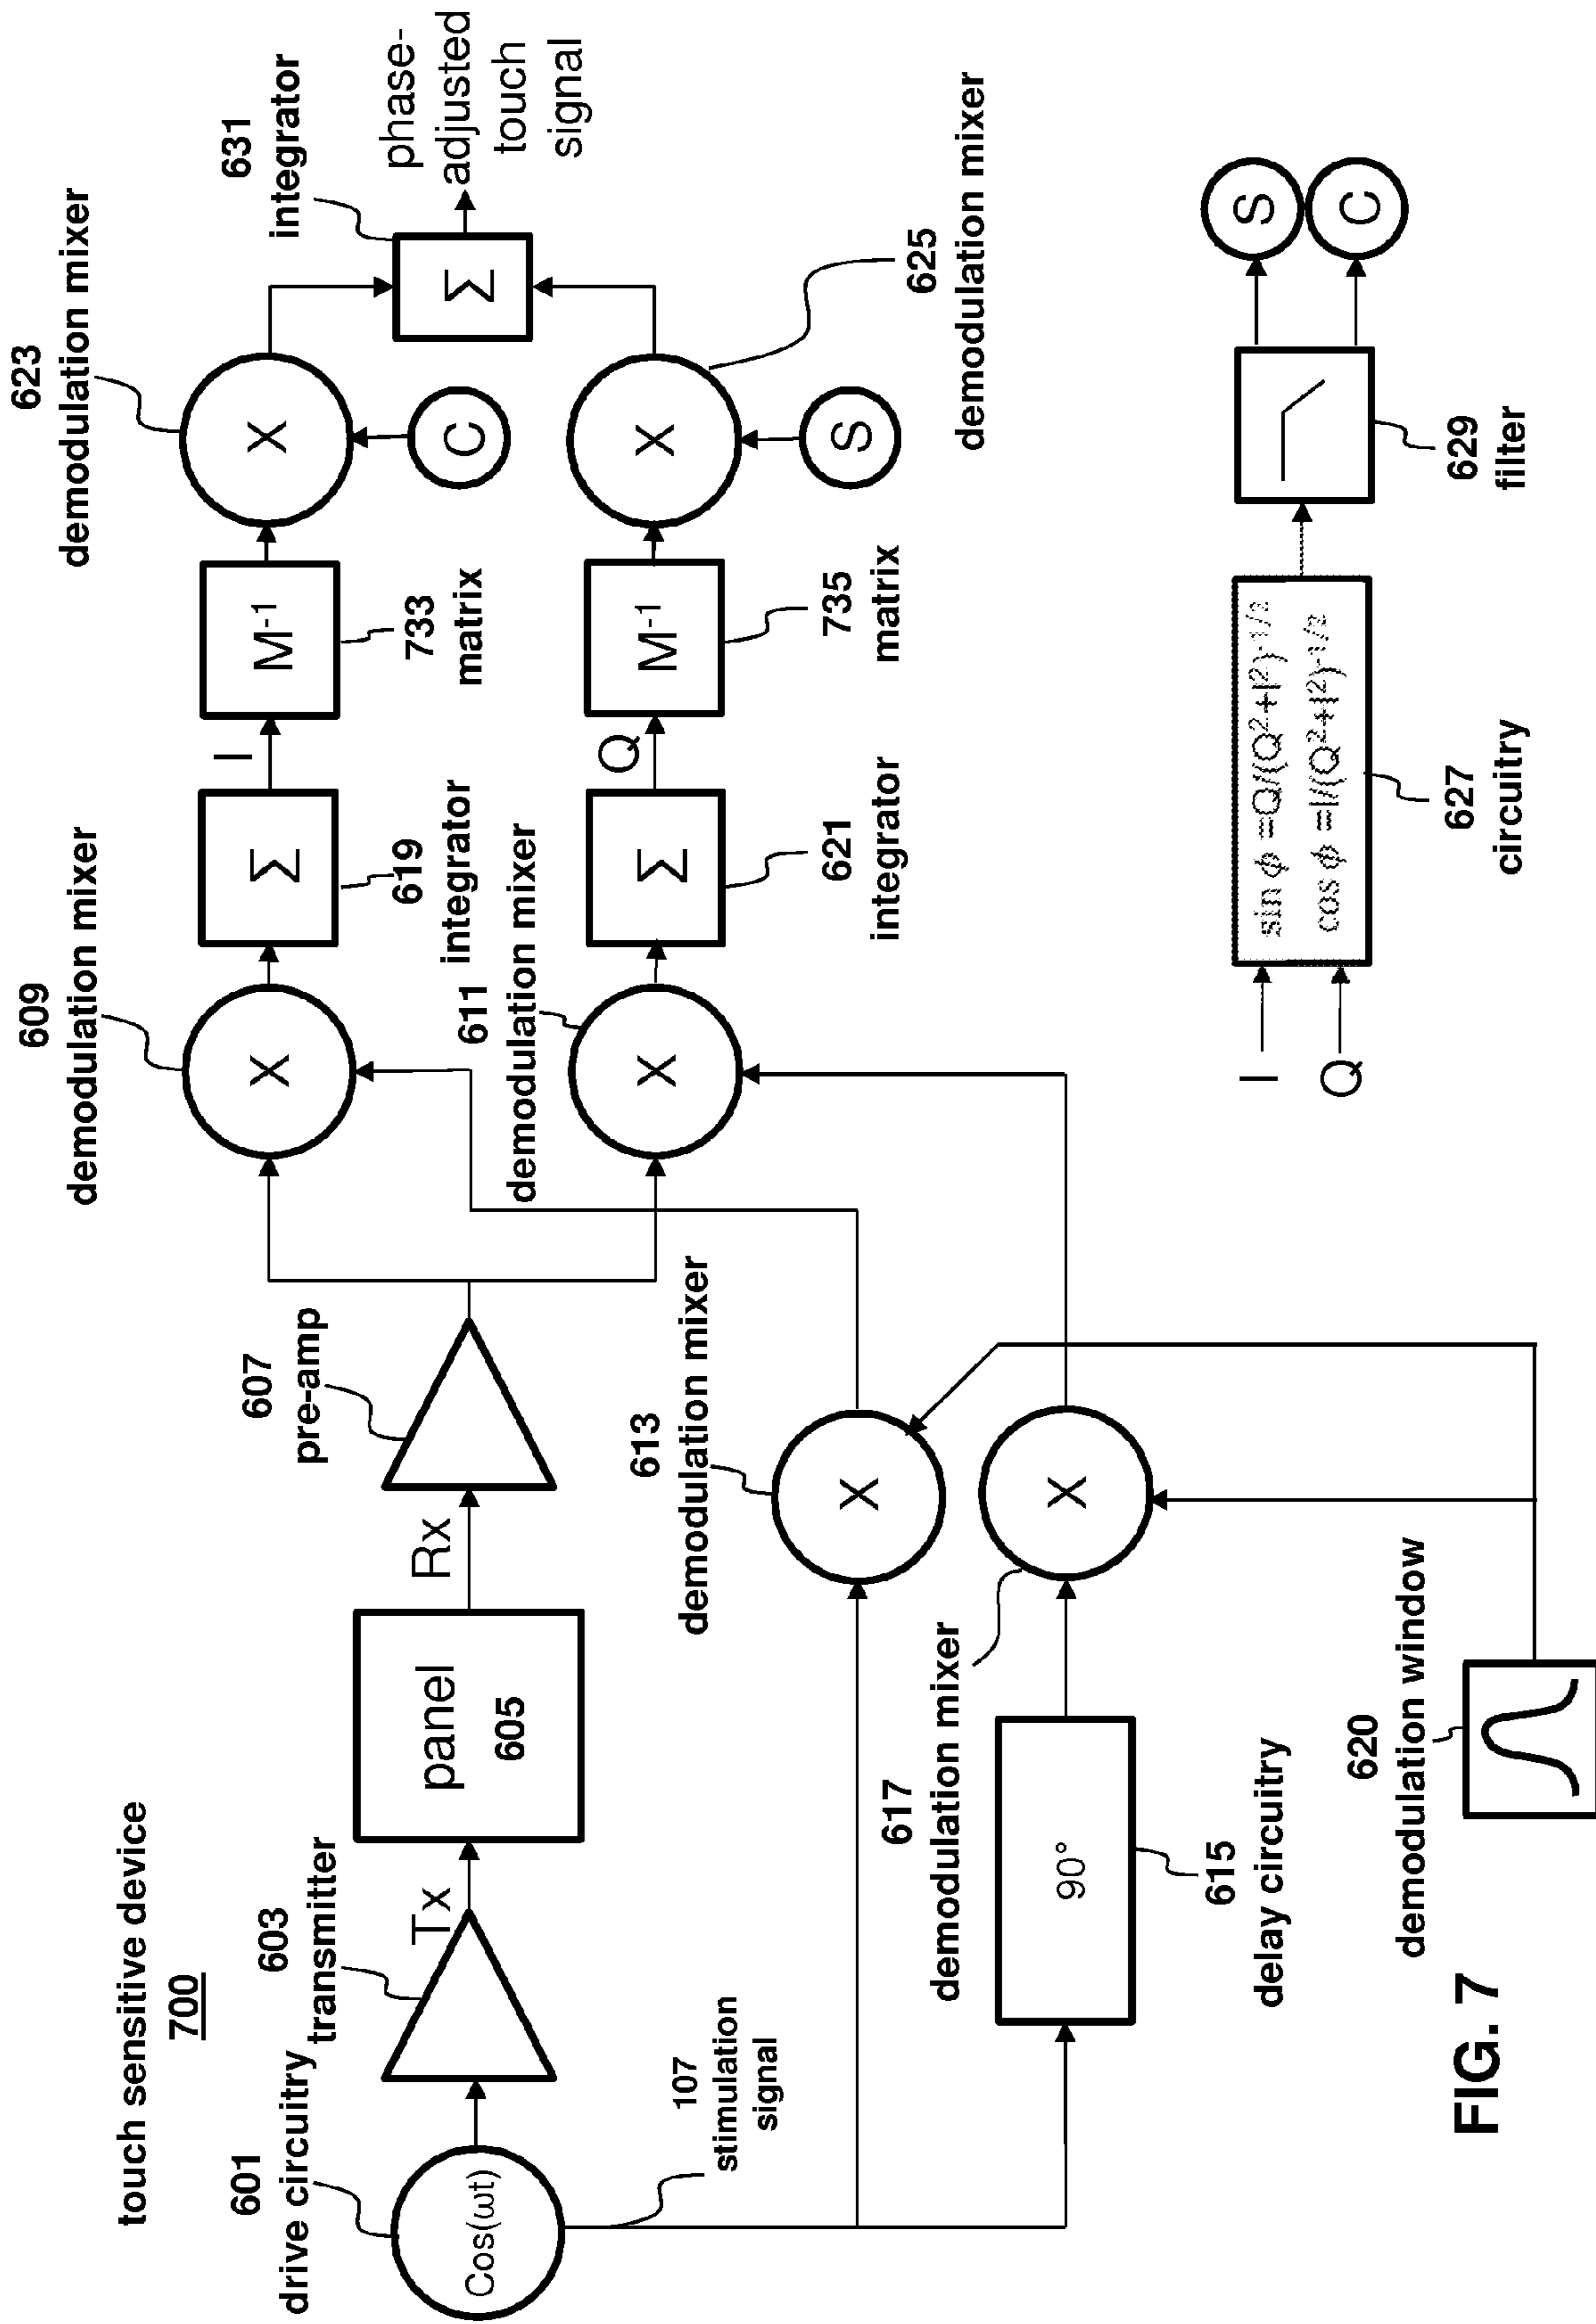 touch sensitive device
700
601
drive circuitry
Cos(ωt)
603
transmitter
Tx
107
stimulation
signal
panel
605
Rx
607
pre-amp
609
demodulation mixer
X
611
demodulation mixer
X
613
demodulation mixer
X
617
demodulation mixer
X
90°
615
delay circuitry
620
demodulation window
Σ
619
integrator
I
Σ
621
integrator
Q
M-1
733
matrix
M-1
735
matrix
623
demodulation mixer
X
C
X
S
625
demodulation mixer
631
integrator
Σ
phase-
adjusted
touch
signal
I
Q
sin ϕ =Q/(Q²+I²)⁻¹/²
cos ϕ =I/(Q²+I²)⁻¹/²
627
circuitry
629
filter
S
C
FIG. 7